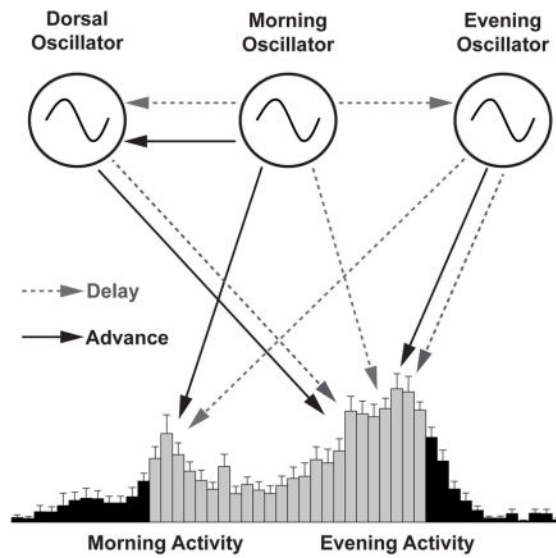 Dorsal
Oscillator
Morning
Oscillator
Evening
Oscillator
Delay
Advance
Morning Activity
Evening Activity